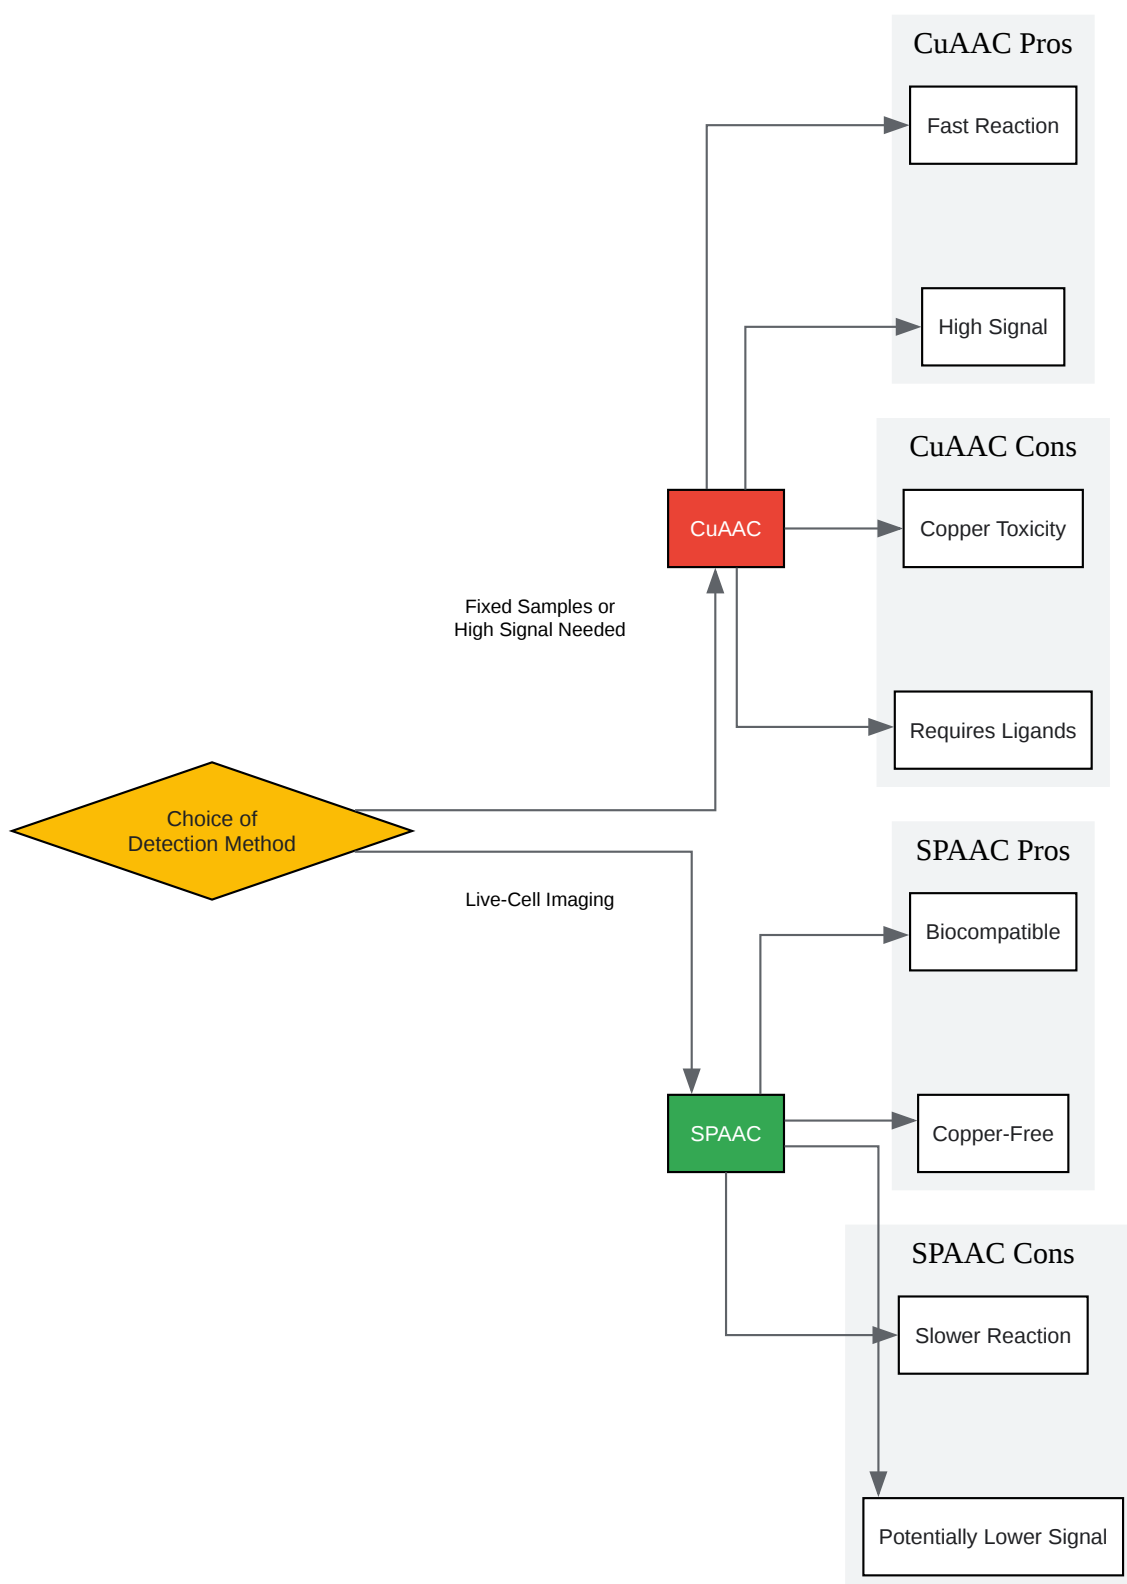 CuAAC Pros
Fast Reaction
High Signal
CuAAC Cons
CuAAC
Copper Toxicity
Fixed Samples or
High Signal Needed
Requires Ligands
Choice of
Detection Method
SPAAC Pros
Live-Cell Imaging
Biocompatible
SPAAC
Copper-Free
SPAAC Cons
Slower Reaction
Potentially Lower Signal